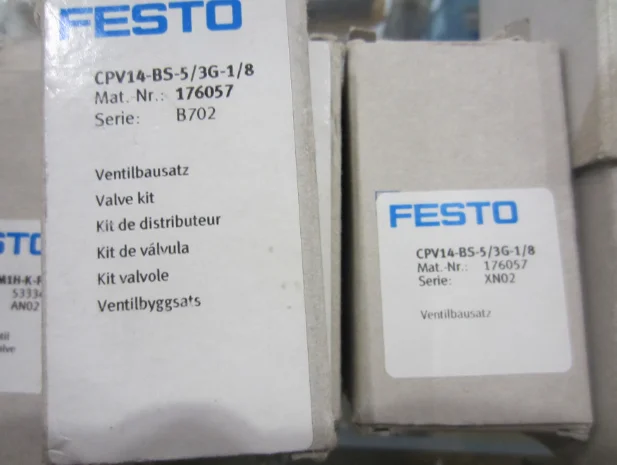 FESTO
CPV14-BS-5/3G-1/8
Mat.-Nr.: 176057
Serie: B702
Ventilbausatz
Valve kit
Kit de distributeur
Kit de válvula
Kit valvole
Ventilbyggsats
FESTO
CPV14-BS-5/3G-1/8
Mat.-Nr.: 176057
Serie: XN02
Ventilbausatz
AN02